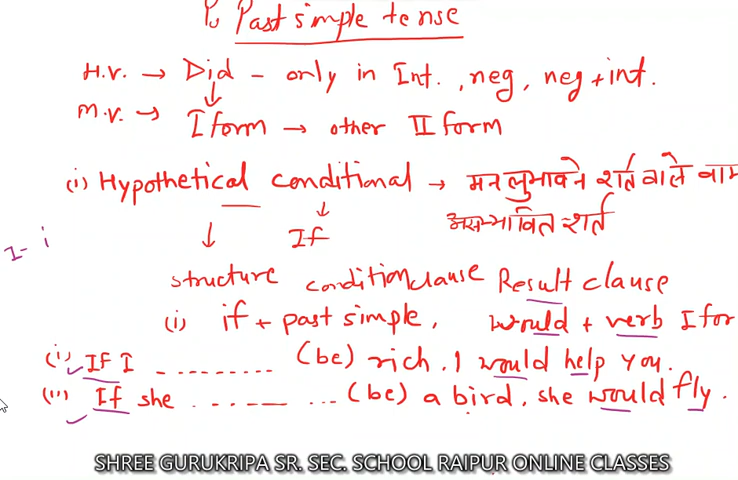 Past simple tense
H.V. → Did - only in Int. , neg, neg + int.
M.V. → I form → other II form
(i) Hypothetical conditional → मनलुभावने शर्त वाले
If असम्भावित शर्त
I- i
structure condition clause Result clause
(i) if + past simple, would + verb I for
(i) If I ......... (be) rich, I would help you.
(ii) If she ......... (be) a bird, she would fly.
SHREE GURUKRIPA SR. SEC. SCHOOL RAIPUR ONLINE CLASSES